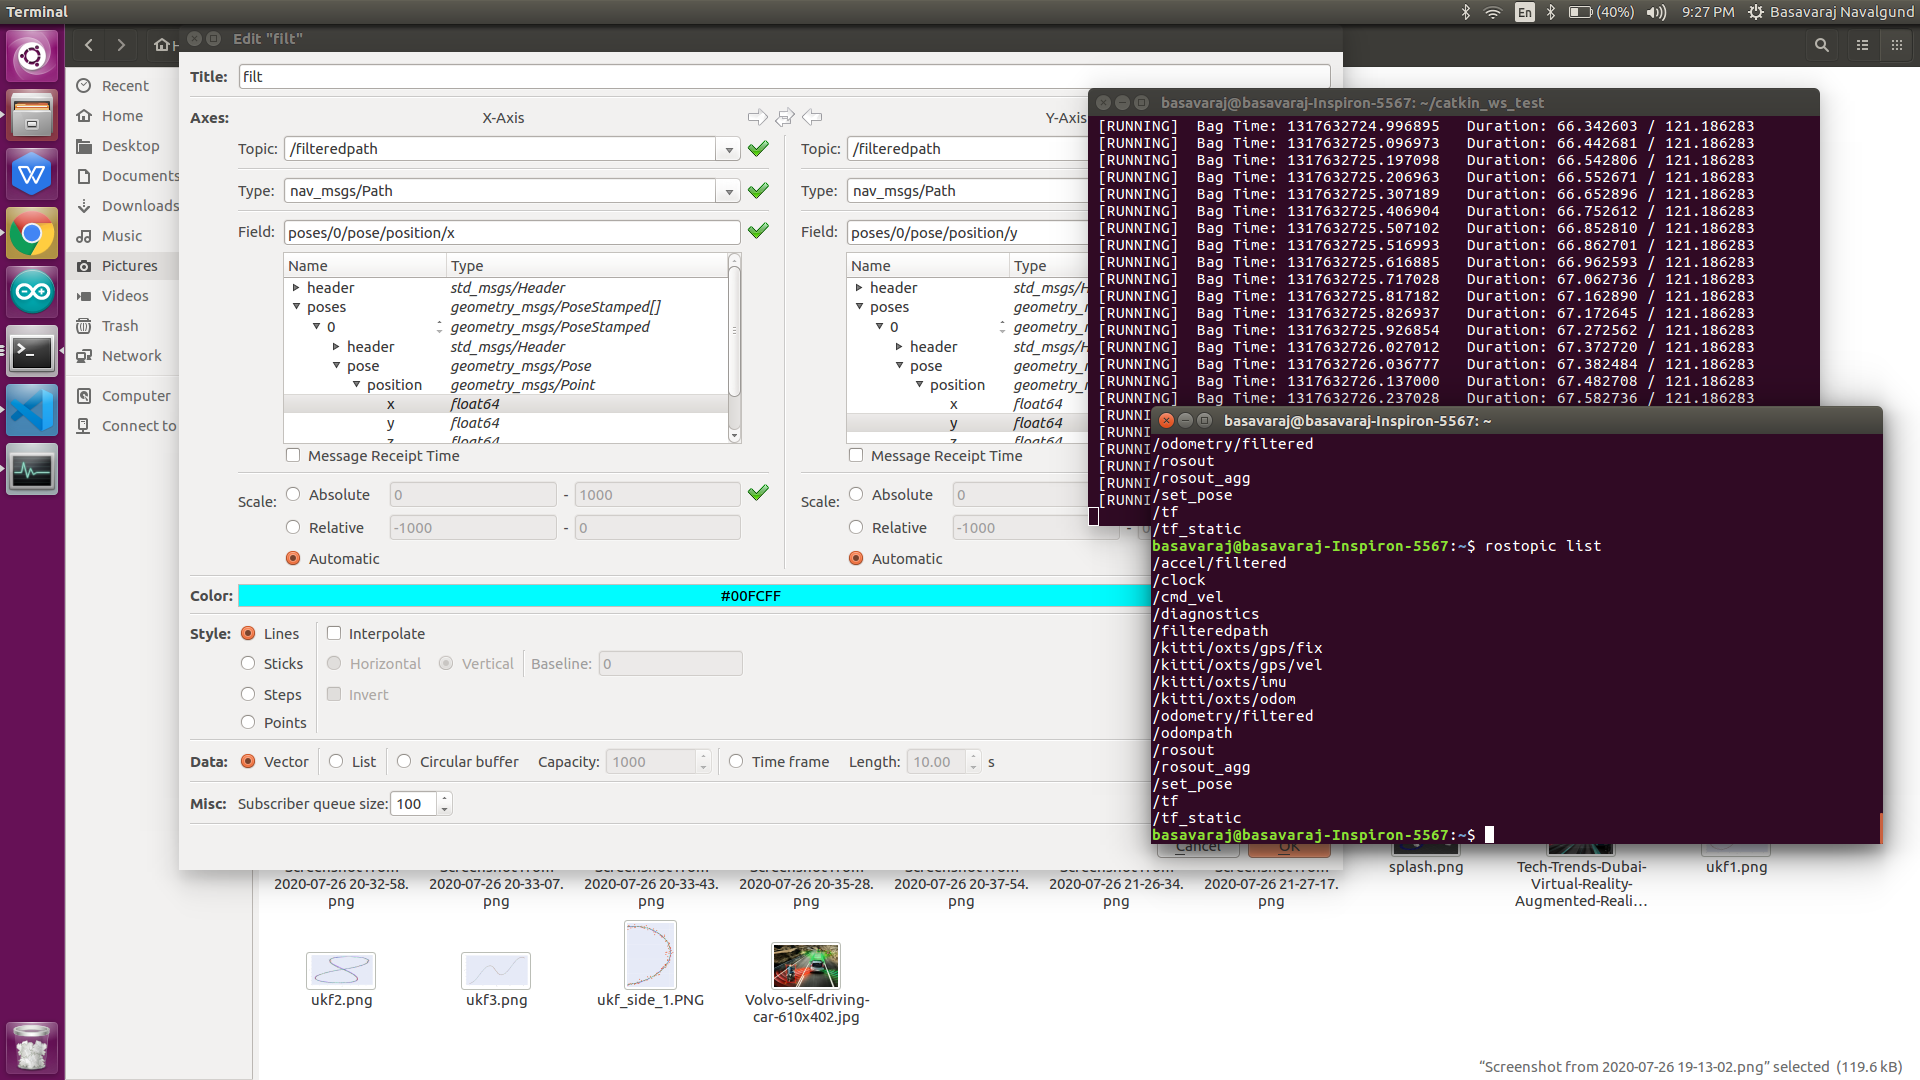 Terminal
En
(40%)
9:27 PM
Basavaraj Navalgund
Edit "filt"
Recent
Home
Desktop
Documents
Downloads
Music
Pictures
Videos
Trash
Network
Computer
Connect to
Title: filt
Axes: X-Axis Y-Axis
Topic: /filteredpath
Topic: /filteredpath
Type: nav_msgs/Path
Type: nav_msgs/Path
Field: poses/0/pose/position/x
Field: poses/0/pose/position/y
Name Type
header std_msgs/Header
poses geometry_msgs/PoseStamped[]
0 geometry_msgs/PoseStamped
header std_msgs/Header
pose geometry_msgs/Pose
position geometry_msgs/Point
x float64
y float64
z float64
Name Type
header std_msgs/H
poses geometry_
0 geometry_
header std_msgs/H
pose geometry_
position geometry_
x float64
y float64
z float64
Message Receipt Time
Message Receipt Time
Scale: Absolute 0 - 1000
Relative -1000 - 0
Automatic
Scale: Absolute 0
Relative -1000 -
Automatic
Color: #00FCFF
Style: Lines Interpolate
Sticks Horizontal Vertical Baseline: 0
Steps Invert
Points
Data: Vector List Circular buffer Capacity: 1000 Time frame Length: 10.00 s
Misc: Subscriber queue size: 100
Cancel OK
basavaraj@basavaraj-Inspiron-5567: ~/catkin_ws_test
[RUNNING] Bag Time: 1317632724.996895 Duration: 66.342603 / 121.186283
[RUNNING] Bag Time: 1317632725.096973 Duration: 66.442681 / 121.186283
[RUNNING] Bag Time: 1317632725.197098 Duration: 66.542806 / 121.186283
[RUNNING] Bag Time: 1317632725.206963 Duration: 66.552671 / 121.186283
[RUNNING] Bag Time: 1317632725.307189 Duration: 66.652896 / 121.186283
[RUNNING] Bag Time: 1317632725.406904 Duration: 66.752612 / 121.186283
[RUNNING] Bag Time: 1317632725.507102 Duration: 66.852810 / 121.186283
[RUNNING] Bag Time: 1317632725.516993 Duration: 66.862701 / 121.186283
[RUNNING] Bag Time: 1317632725.616885 Duration: 66.962593 / 121.186283
[RUNNING] Bag Time: 1317632725.717028 Duration: 67.062736 / 121.186283
[RUNNING] Bag Time: 1317632725.817182 Duration: 67.162890 / 121.186283
[RUNNING] Bag Time: 1317632725.826937 Duration: 67.172645 / 121.186283
[RUNNING] Bag Time: 1317632725.926854 Duration: 67.272562 / 121.186283
[RUNNING] Bag Time: 1317632726.027012 Duration: 67.372720 / 121.186283
[RUNNING] Bag Time: 1317632726.036777 Duration: 67.382484 / 121.186283
[RUNNING] Bag Time: 1317632726.137000 Duration: 67.482708 / 121.186283
[RUNNING] Bag Time: 1317632726.237028 Duration: 67.582736 / 121.186283
[RUNNI
[RUNNI
[RUNNI
[RUNNI
[RUNNI
[RUNNI
basavaraj@basavaraj-Inspiron-5567: ~
/odometry/filtered
/rosout
/rosout_agg
/set_pose
/tf
/tf_static
basavaraj@basavaraj-Inspiron-5567:~$ rostopic list
/accel/filtered
/clock
/cmd_vel
/diagnostics
/filteredpath
/kitti/oxts/gps/fix
/kitti/oxts/gps/vel
/kitti/oxts/imu
/kitti/oxts/odom
/odometry/filtered
/odompath
/rosout
/rosout_agg
/set_pose
/tf
/tf_static
basavaraj@basavaraj-Inspiron-5567:~$
Screenshot from 2020-07-26 20-32-58.png
Screenshot from 2020-07-26 20-33-07.png
Screenshot from 2020-07-26 20-33-43.png
Screenshot from 2020-07-26 20-35-28.png
Screenshot from 2020-07-26 20-37-54.png
Screenshot from 2020-07-26 21-26-34.png
Screenshot from 2020-07-26 21-27-17.png
splash.png
Tech-Trends-Dubai-Virtual-Reality-Augmented-Reali…
ukf1.png
ukf2.png
ukf3.png
ukf_side_1.PNG
Volvo-self-driving-car-610x402.jpg
“Screenshot from 2020-07-26 19-13-02.png” selected (119.6 kB)